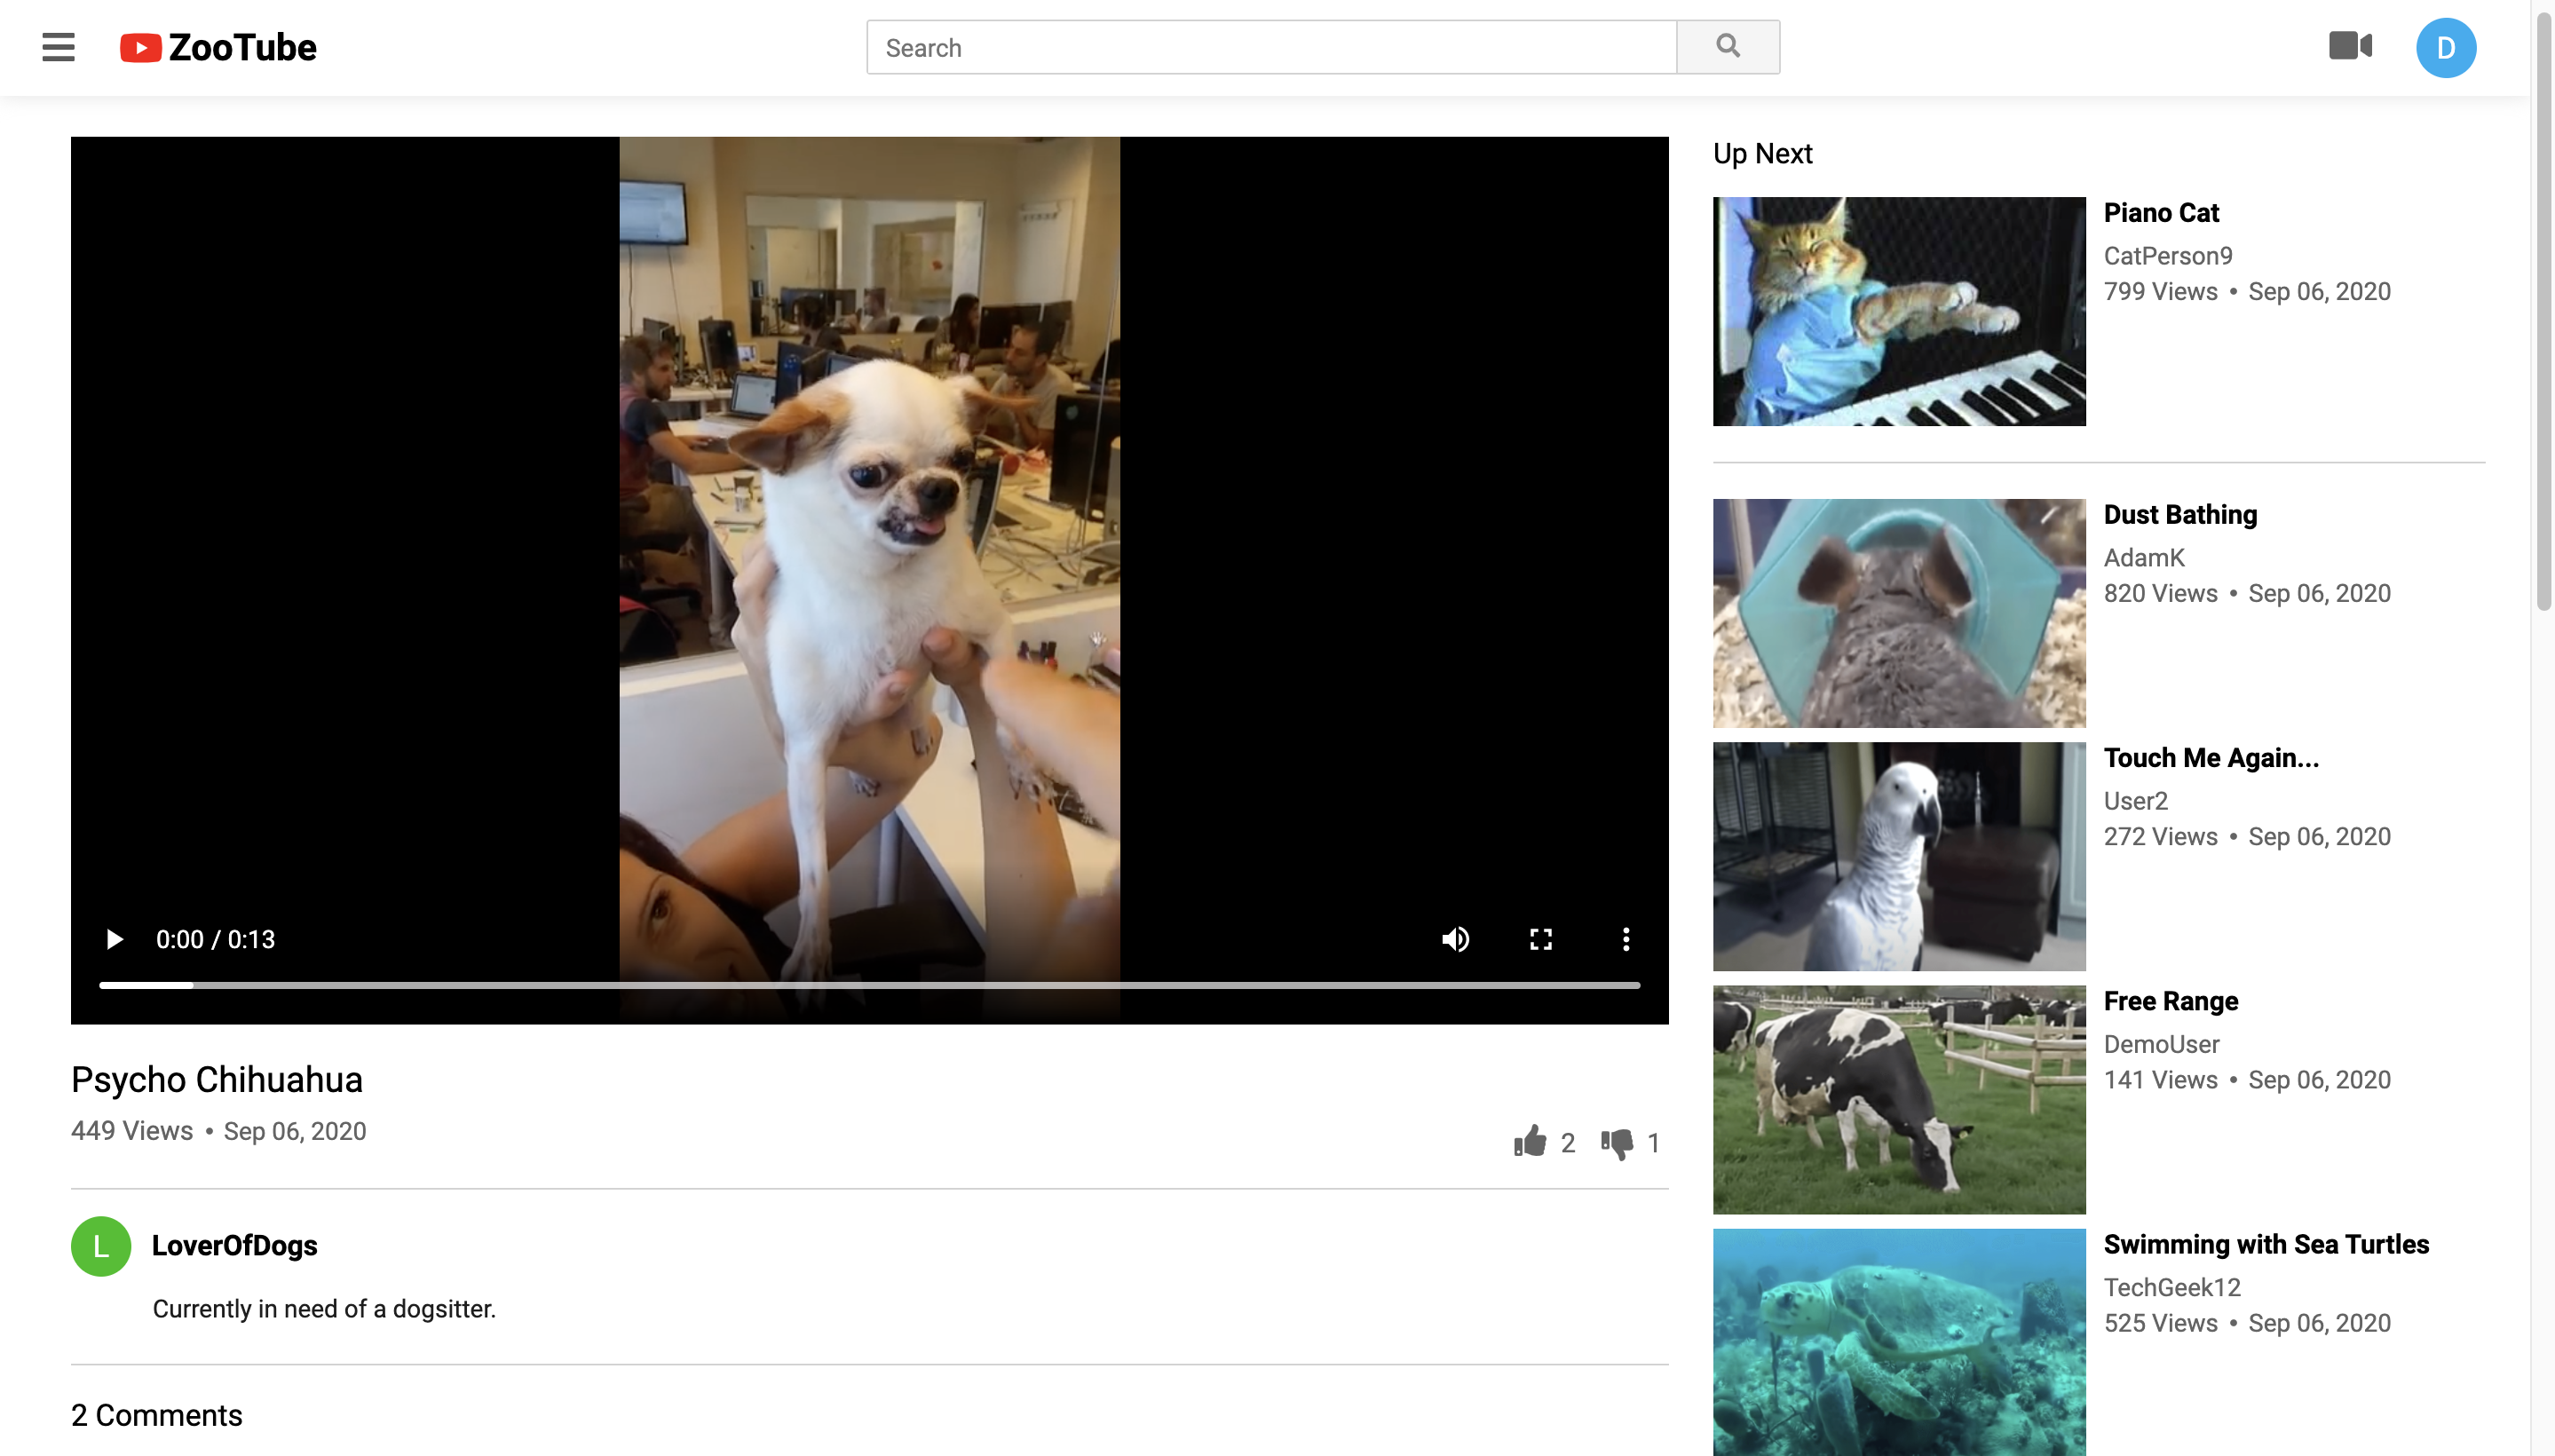 ZooTube
Search
D
Up Next
Piano Cat
CatPerson9
799 Views • Sep 06, 2020
Dust Bathing
AdamK
820 Views • Sep 06, 2020
Touch Me Again...
User2
272 Views • Sep 06, 2020
Free Range
DemoUser
141 Views • Sep 06, 2020
Swimming with Sea Turtles
TechGeek12
525 Views • Sep 06, 2020
0:00 / 0:13
Psycho Chihuahua
449 Views • Sep 06, 2020
2 1
L
LoverOfDogs
Currently in need of a dogsitter.
2 Comments